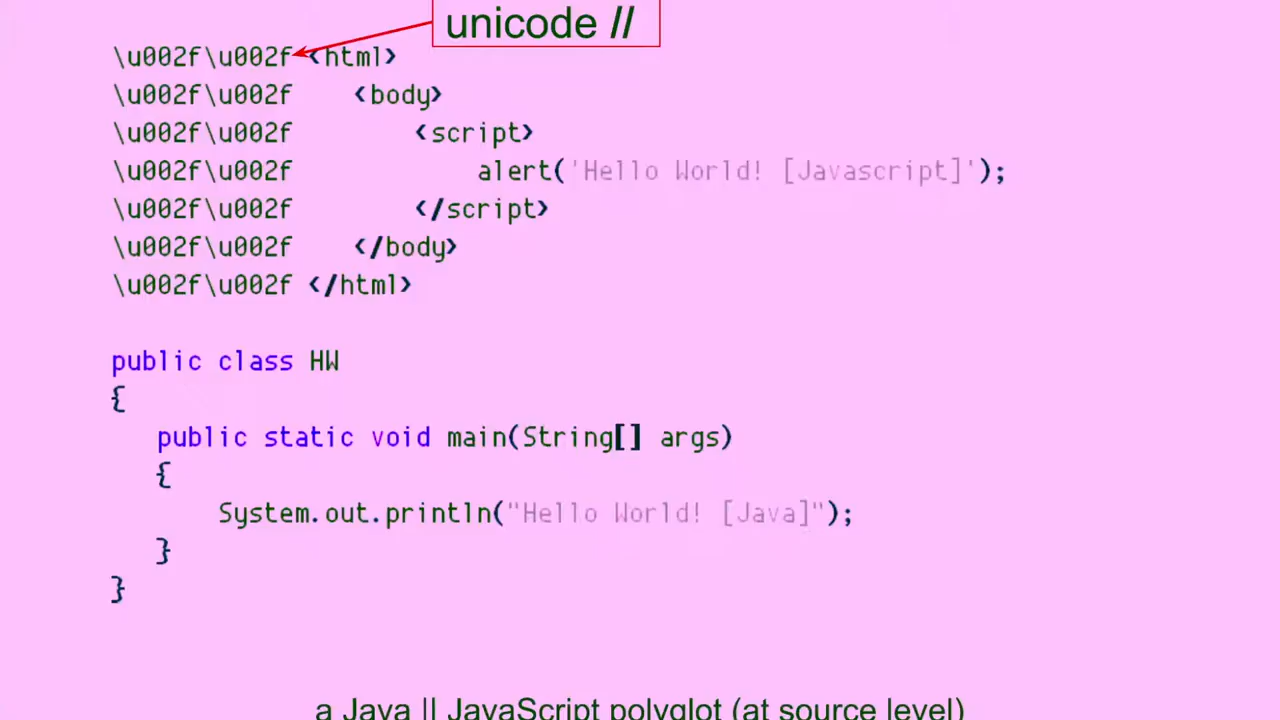 unicode //
\u002f\u002f <html>
\u002f\u002f    <body>
\u002f\u002f        <script>
\u002f\u002f            alert('Hello World! [Javascript]');
\u002f\u002f        </script>
\u002f\u002f    </body>
\u002f\u002f </html>
public class HW
{
   public static void main(String[] args)
   {
       System.out.println("Hello World! [Java]");
   }
}
a Java || JavaScript polyglot (at source level)